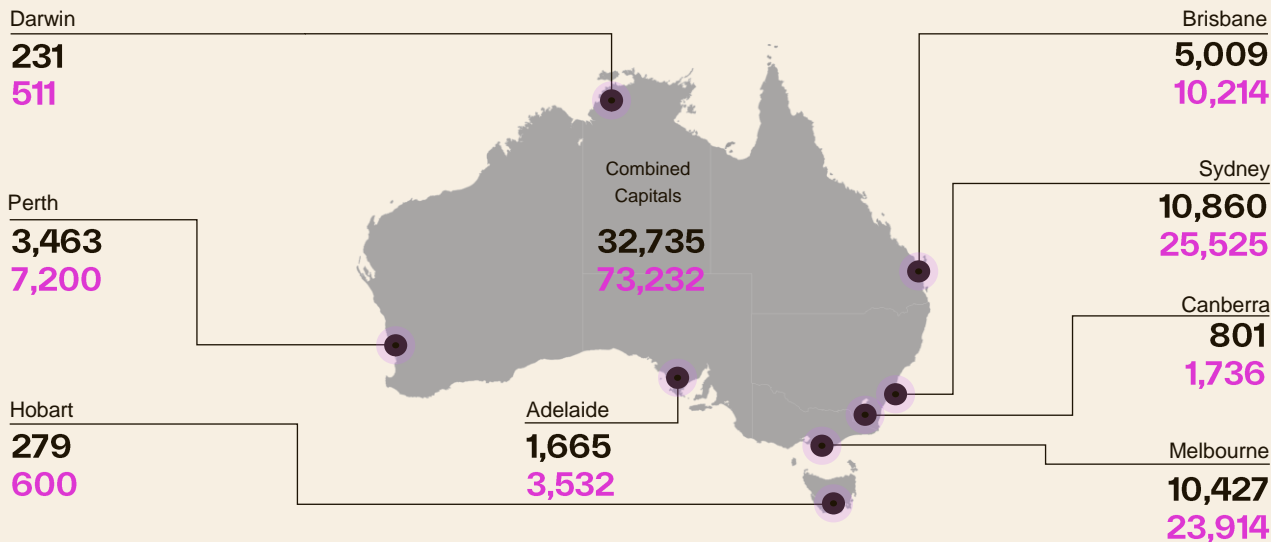 Darwin
231
511
Brisbane
5,009
10,214
Combined
Capitals
32,735
73,232
Sydney
10,860
25,525
Perth
3,463
7,200
Canberra
801
1,736
Hobart
279
600
Adelaide
1,665
3,532
Melbourne
10,427
23,914